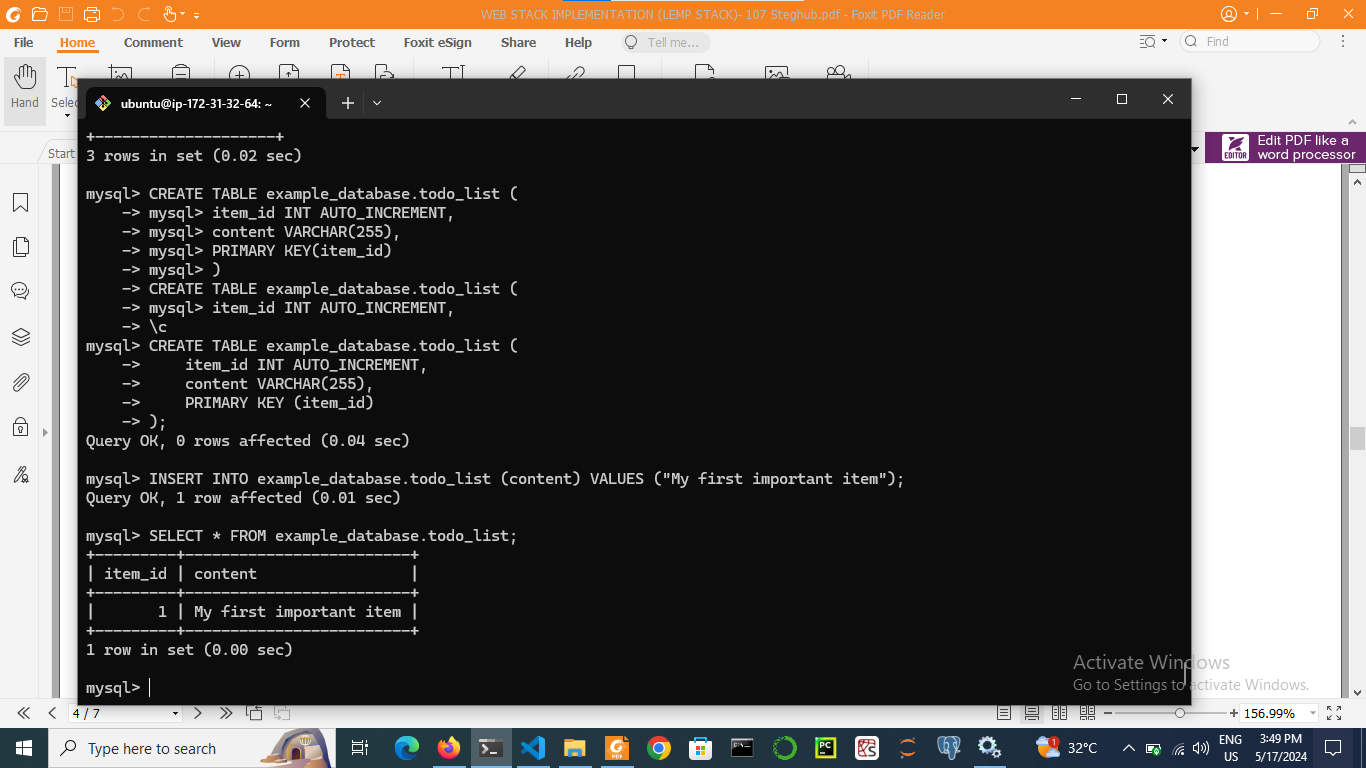 WEB STACK IMPLEMENTATION (LEMP STACK)- 107 Steghub.pdf - Foxit PDF Reader
File Home Comment View Form Protect Foxit eSign Share Help Tell me... Find
Hand
Start
Edit PDF like a
word processor
EDITOR
ubuntu@ip-172-31-32-64: ~
+--------------------+
3 rows in set (0.02 sec)
mysql> CREATE TABLE example_database.todo_list (
    -> mysql> item_id INT AUTO_INCREMENT,
    -> mysql> content VARCHAR(255),
    -> mysql> PRIMARY KEY(item_id)
    -> mysql> )
    -> CREATE TABLE example_database.todo_list (
    -> mysql> item_id INT AUTO_INCREMENT,
    -> \c
mysql> CREATE TABLE example_database.todo_list (
    ->     item_id INT AUTO_INCREMENT,
    ->     content VARCHAR(255),
    ->     PRIMARY KEY (item_id)
    -> );
Query OK, 0 rows affected (0.04 sec)
mysql> INSERT INTO example_database.todo_list (content) VALUES ("My first important item");
Query OK, 1 row affected (0.01 sec)
mysql> SELECT * FROM example_database.todo_list;
+---------+-------------------------+
| item_id | content                 |
+---------+-------------------------+
|       1 | My first important item |
+---------+-------------------------+
1 row in set (0.00 sec)
mysql>
Activate Windows
Go to Settings to activate Windows.
4 / 7
156.99%
Type here to search
PC
1
32°C
ENG
US
3:49 PM
5/17/2024